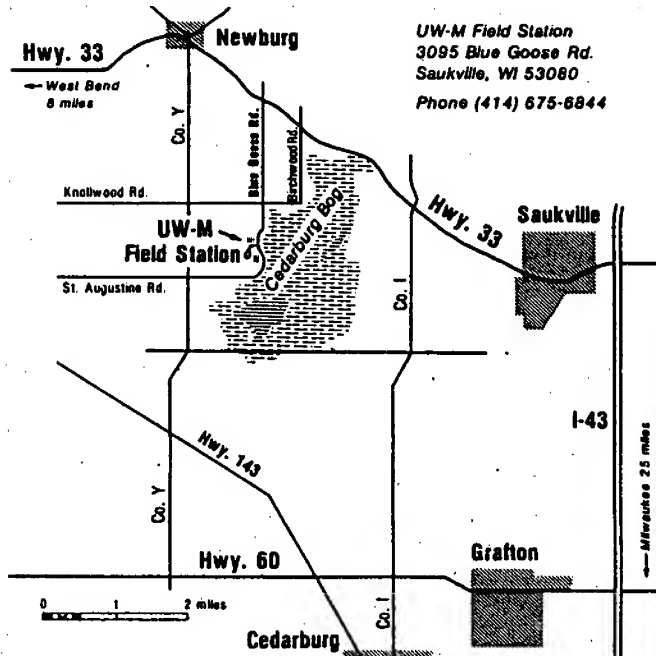 Hwy. 33
Newburg
UW-M Field Station
3095 Blue Goose Rd.
Saukville, WI 53080
Phone (414) 675-6844
West Bend
8 miles
Co. Y
Blue Goose Rd.
Birchwood Rd.
Knollwood Rd.
UW-M
Field Station
Cedarburg Bog
Hwy. 33
Saukville
St. Augustine Rd.
Co. I
I-43
Hwy. 143
Milwaukee 25 miles
Co. Y
Grafton
Hwy. 60
0 1 2 miles
Co. I
Cedarburg